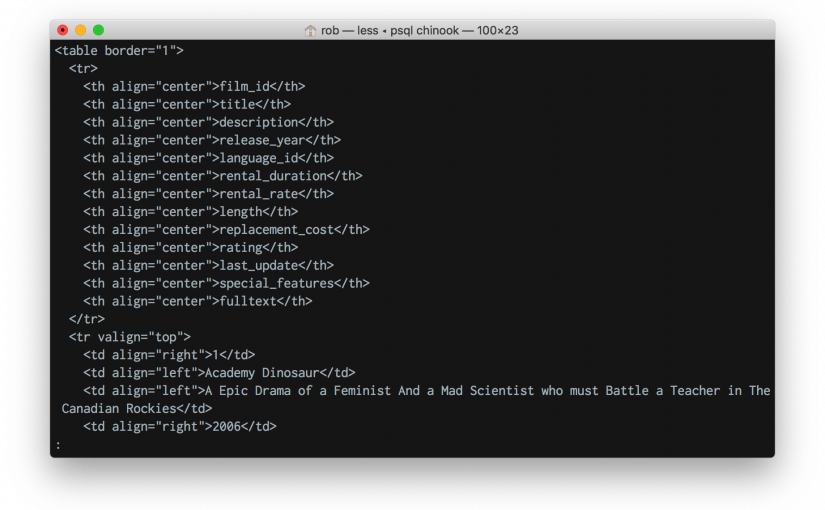 rob — less ◂ psql chinook — 100×23
<table border="1">
  <tr>
    <th align="center">film_id</th>
    <th align="center">title</th>
    <th align="center">description</th>
    <th align="center">release_year</th>
    <th align="center">language_id</th>
    <th align="center">rental_duration</th>
    <th align="center">rental_rate</th>
    <th align="center">length</th>
    <th align="center">replacement_cost</th>
    <th align="center">rating</th>
    <th align="center">last_update</th>
    <th align="center">special_features</th>
    <th align="center">fulltext</th>
  </tr>
  <tr valign="top">
    <td align="right">1</td>
    <td align="left">Academy Dinosaur</td>
    <td align="left">A Epic Drama of a Feminist And a Mad Scientist who must Battle a Teacher in The
 Canadian Rockies</td>
    <td align="right">2006</td>
: